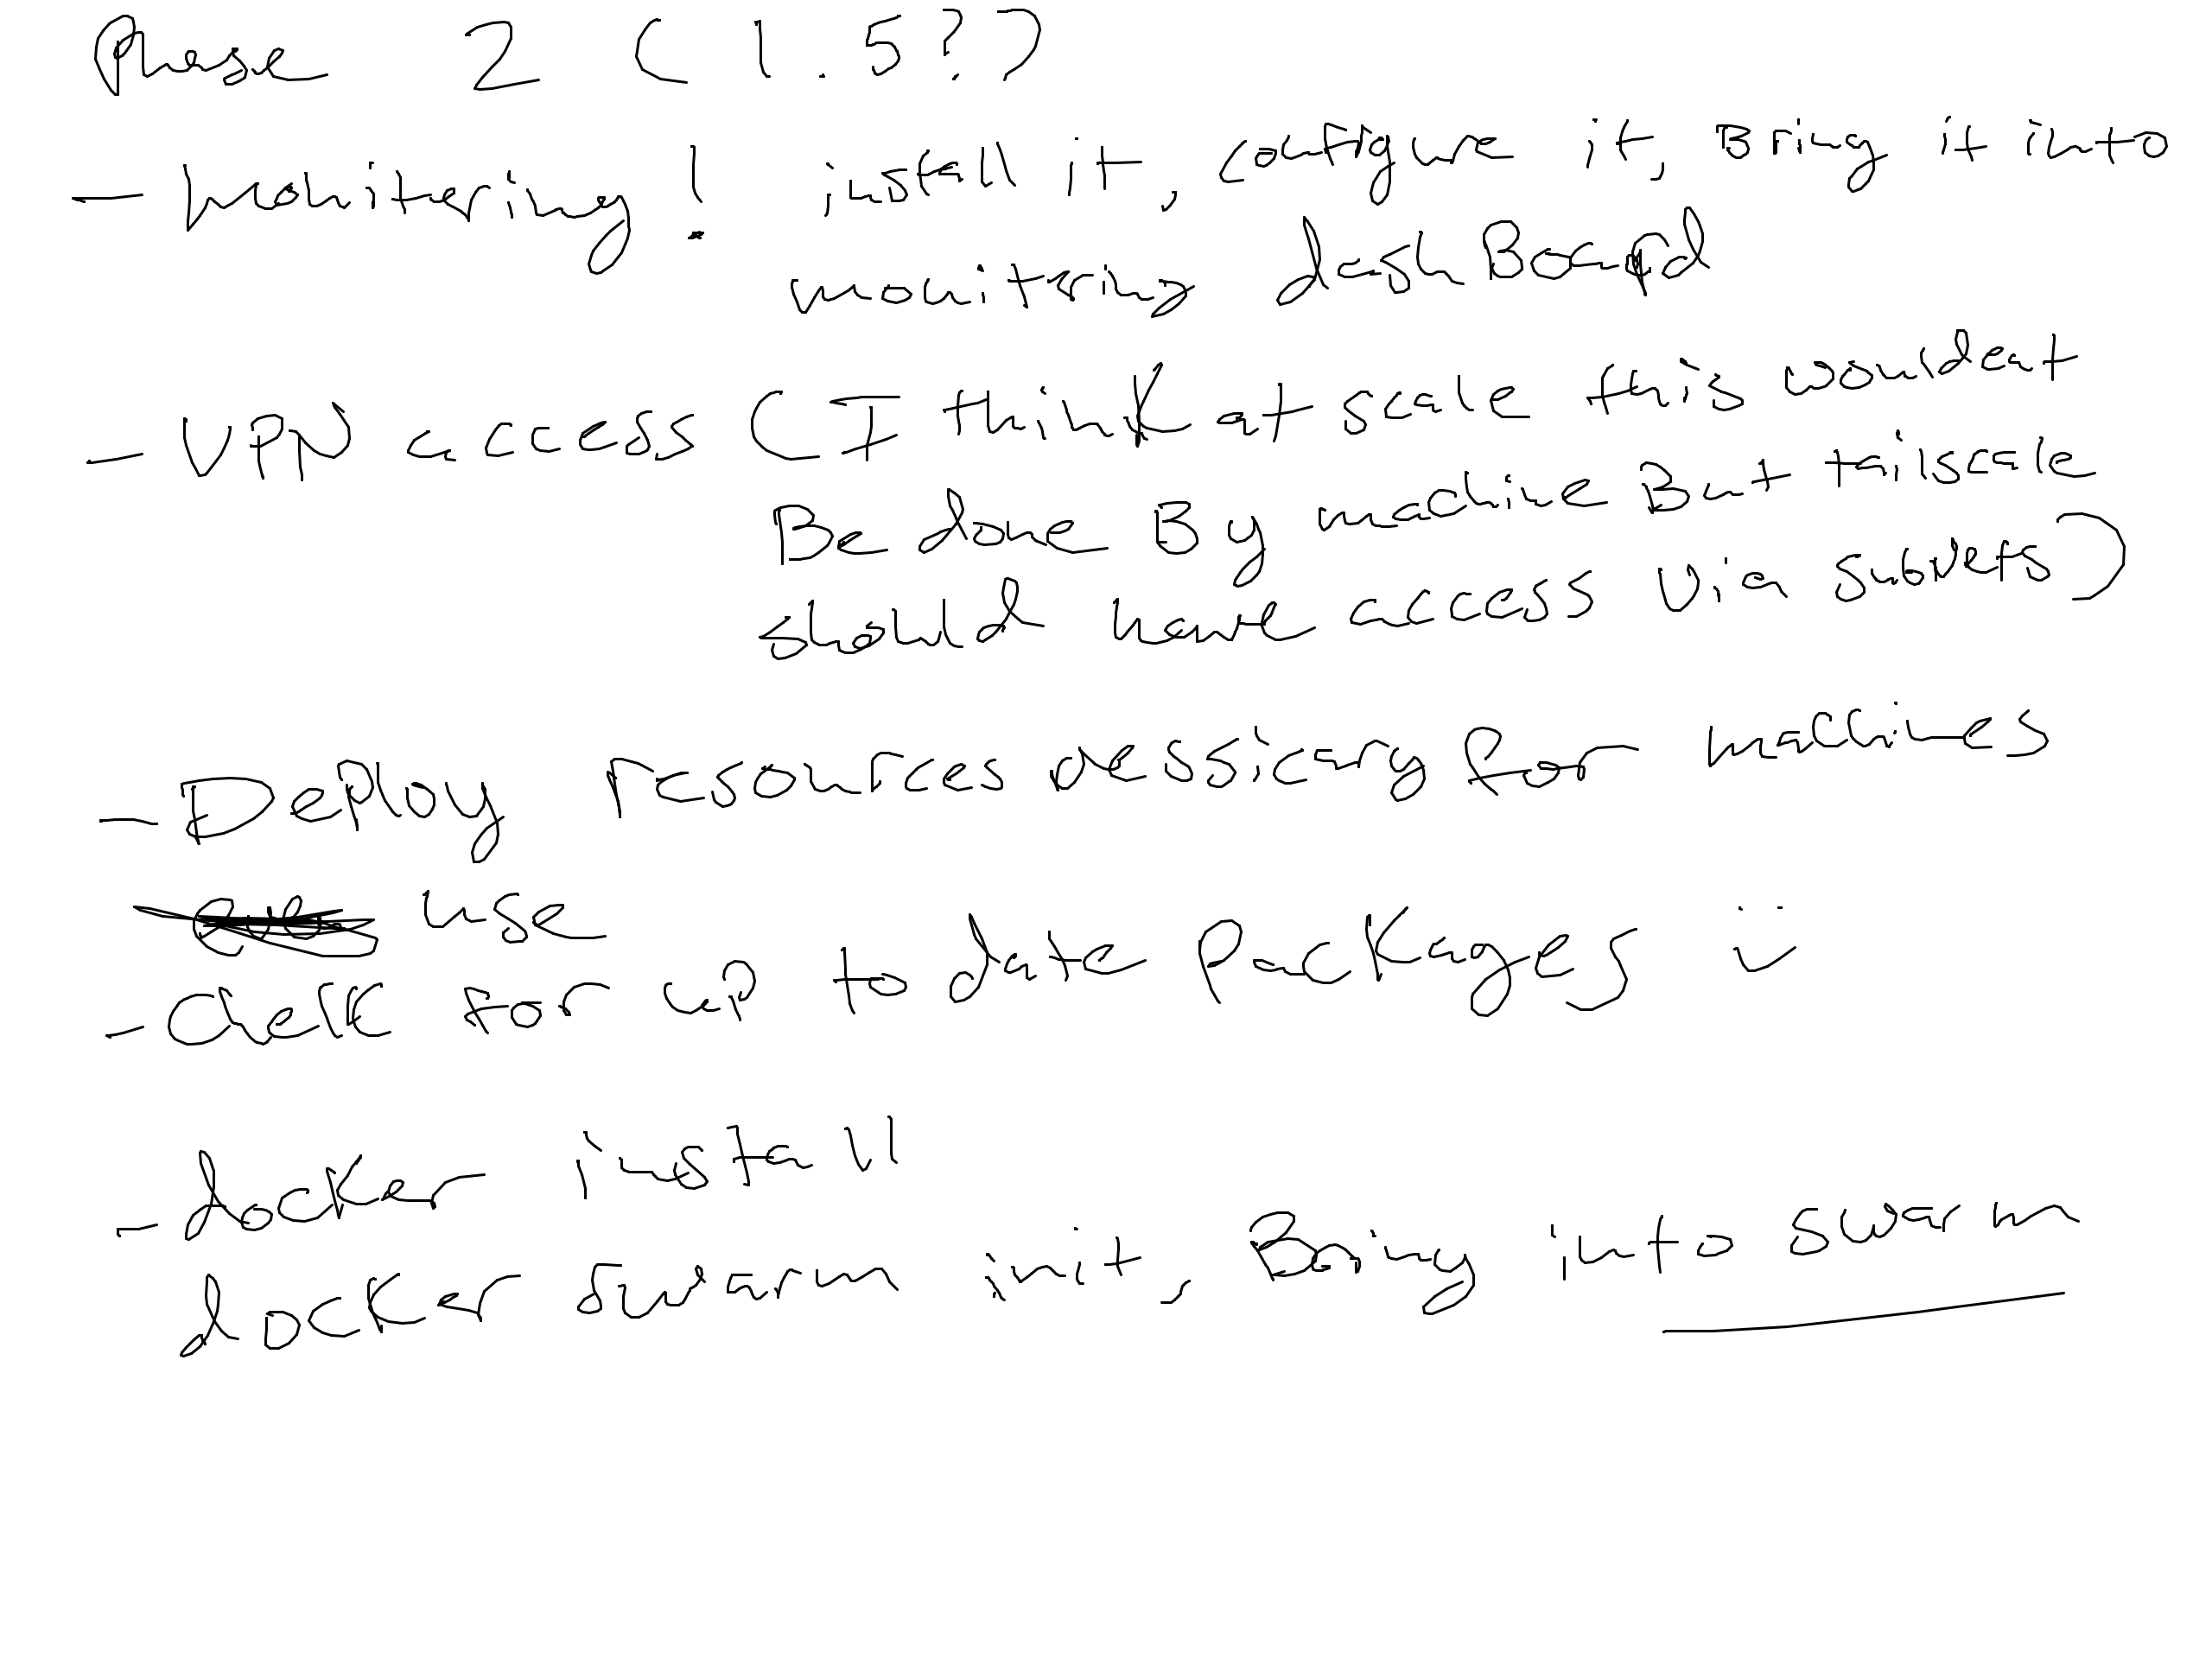 Phase 2 (1.5?)
- Monitering! install it, configure it, Bring it into
monitring dashBoard
- VPN access (I think at scale this wouldent
Be done By machine But tailscale
should have access via subnets)
- Deploy resources nessicary for machines
use
- Check for up to date Packages
- docker install
docker swarm init, Bring into swarm